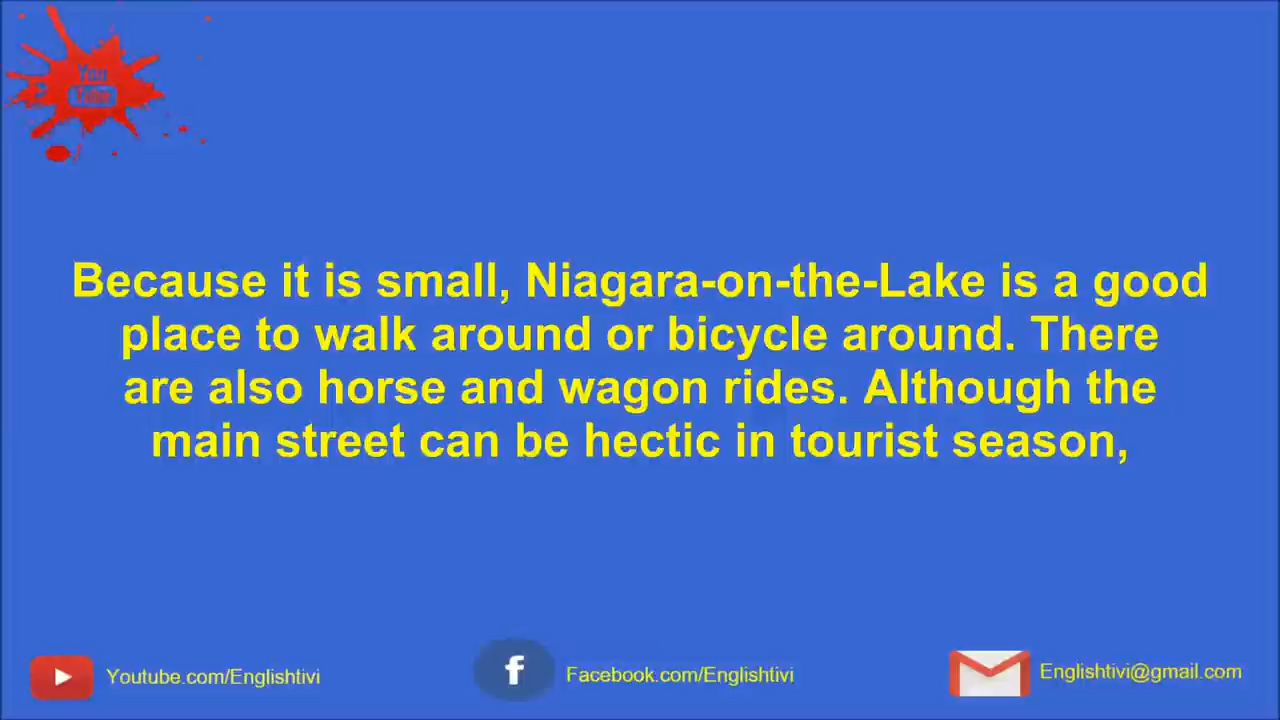 You
Tube
Because it is small, Niagara-on-the-Lake is a good
place to walk around or bicycle around. There
are also horse and wagon rides. Although the
main street can be hectic in tourist season,
Youtube.com/Englishtivi
f
Facebook.com/Englishtivi
Englishtivi@gmail.com